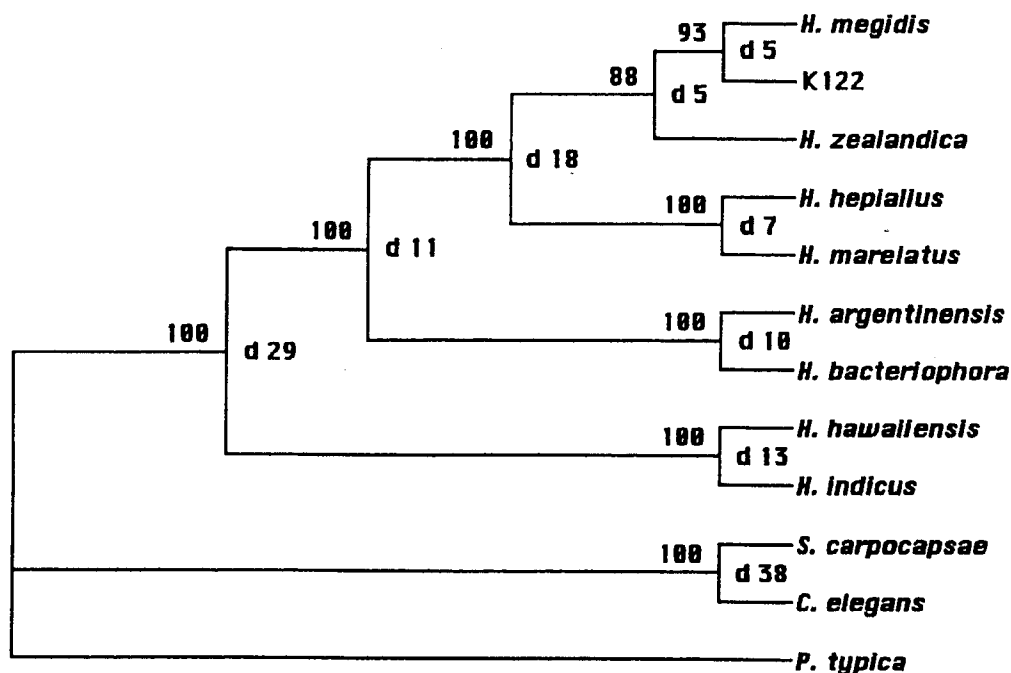 H. megidis
93
d 5
K122
88
d 5
H. zealandica
100
d 18
H. hepialius
100
d 7
H. marelatus
100
d 11
H. argentinensis
100
d 10
H. bacteriophora
100
d 29
H. hawaiiensis
100
d 13
H. indicus
S. carpocapsae
100
d 38
C. elegans
P. typica